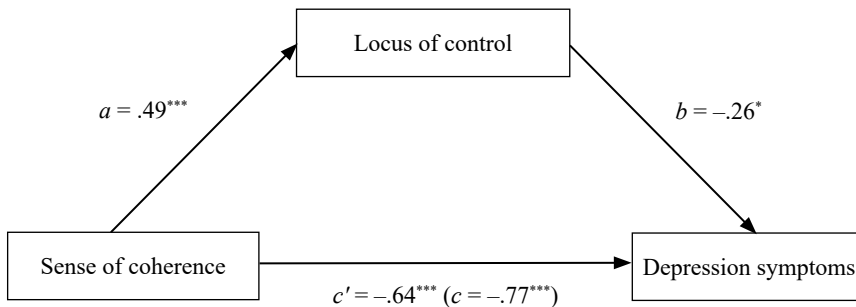 Locus of control
a = .49***
b = –.26*
Sense of coherence
Depression symptoms
c′ = –.64*** (c = –.77***)